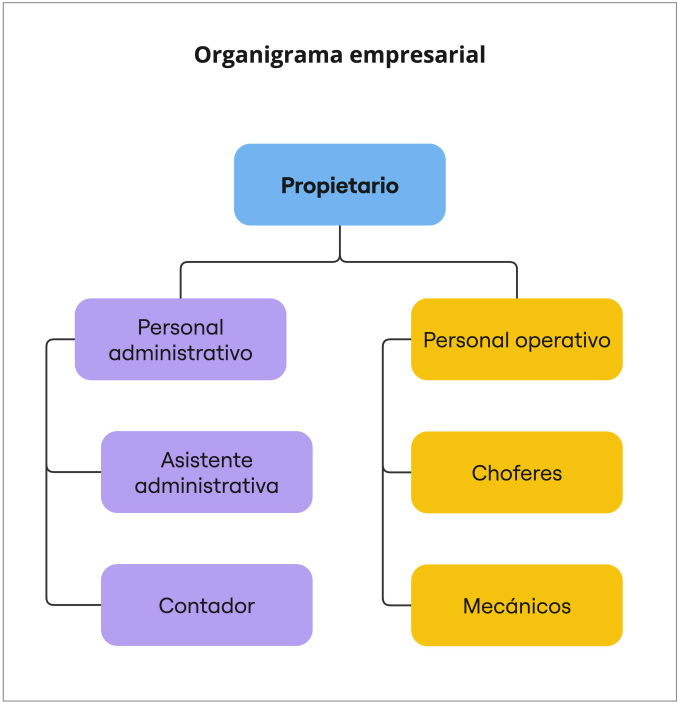 Organigrama empresarial
Propietario
Personal
administrativo
Personal operativo
Asistente
administrativa
Choferes
Contador
Mecánicos